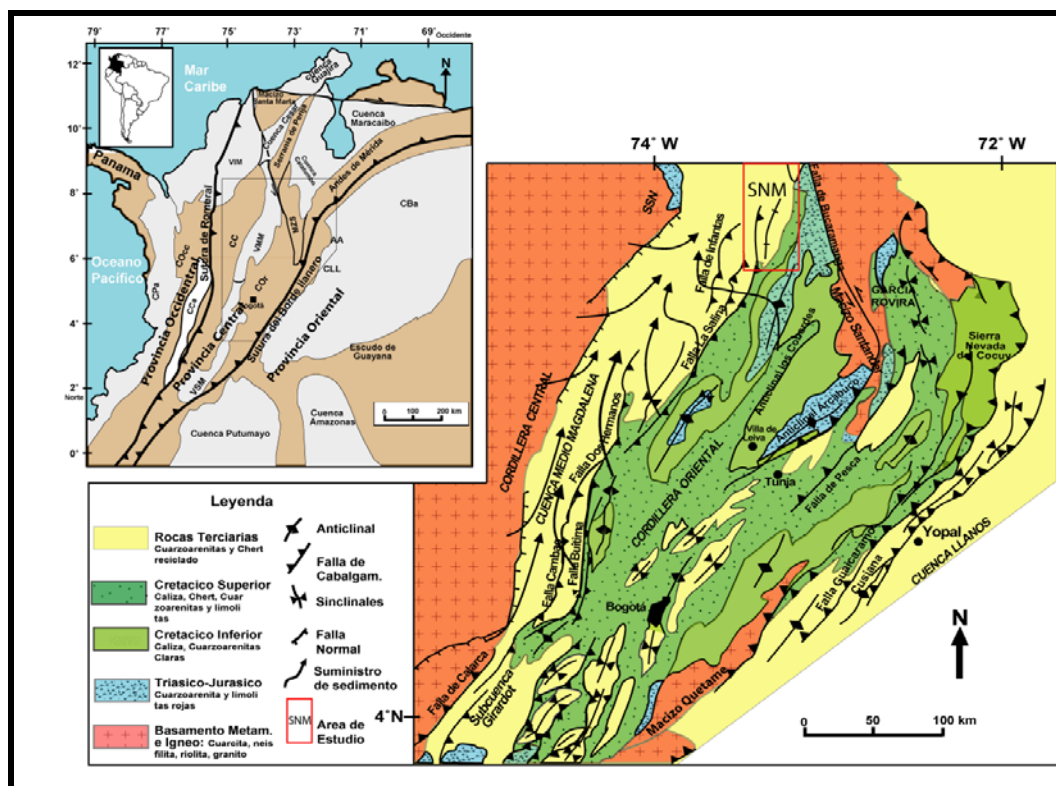 79°
77°
75°
73°
71°
69°
Occidente
12°
10°
8°
6°
4°
2°
Norte
0°
Mar
Caribe
N
cuenca
Guajira
Macizo
Santa Marta
Cuenca Cesar
Serrania de Perija
Cuenca
Maracaibo
Andes de Mérida
Panama
VIM
Sutura de Romeral
COcc
CC
VMM
SZM
CBa
AA
CLL
COr
Oceano
Pacífico
CPa
CCa
Bogotá
Provincia Occidental
Provincia Central
Sutura del Borde llanero
Provincia Oriental
VSM
Escudo de
Guayana
Cuenca Putumayo
Cuenca
Amazonas
0 100 200 km
74° W
72° W
SNM
SSN
Falla de Bucaramanga
Falla de Infantas
Falla La Salina
GARCIA
ROVIRA
Macizo Santander
Sierra
Nevada
del Cocuy
CORDILLERA CENTRAL
CUENCA MEDIO MAGDALENA
Falla Dos Hermanos
Anticlinal los Cobardes
Anticlinal Arcabuco
Villa de
Leiva
Tunja
CORDILLERA ORIENTAL
Falla de Pesca
Falla Cambao
Falla Buitima
Falla Guaicaramo
Cusiana
Yopal
CUENCA LLANOS
Bogotá
Falla de Calarca
Subcuenca
Girardot
Macizo Quetame
4°N
N
0 50 100 km
Leyenda
Rocas Terciarias
Cuarzoarenitas y Chert
reciclado
Cretacico Superior
Caliza, Chert, Cuar
zoarenitas y limoli
tas
Cretacico Inferior
Caliza, Cuarzoarenitas
Claras
Triasico-Jurasico
Cuarzoarenita y limoli
tas rojas
Basamento Metam.
e Igneo: Cuarcita, neis
filita, riolita, granito
Anticlinal
Falla de
Cabalgam.
Sinclinales
Falla
Normal
Suministro
de sedimento
SNM
Area de
Estudio